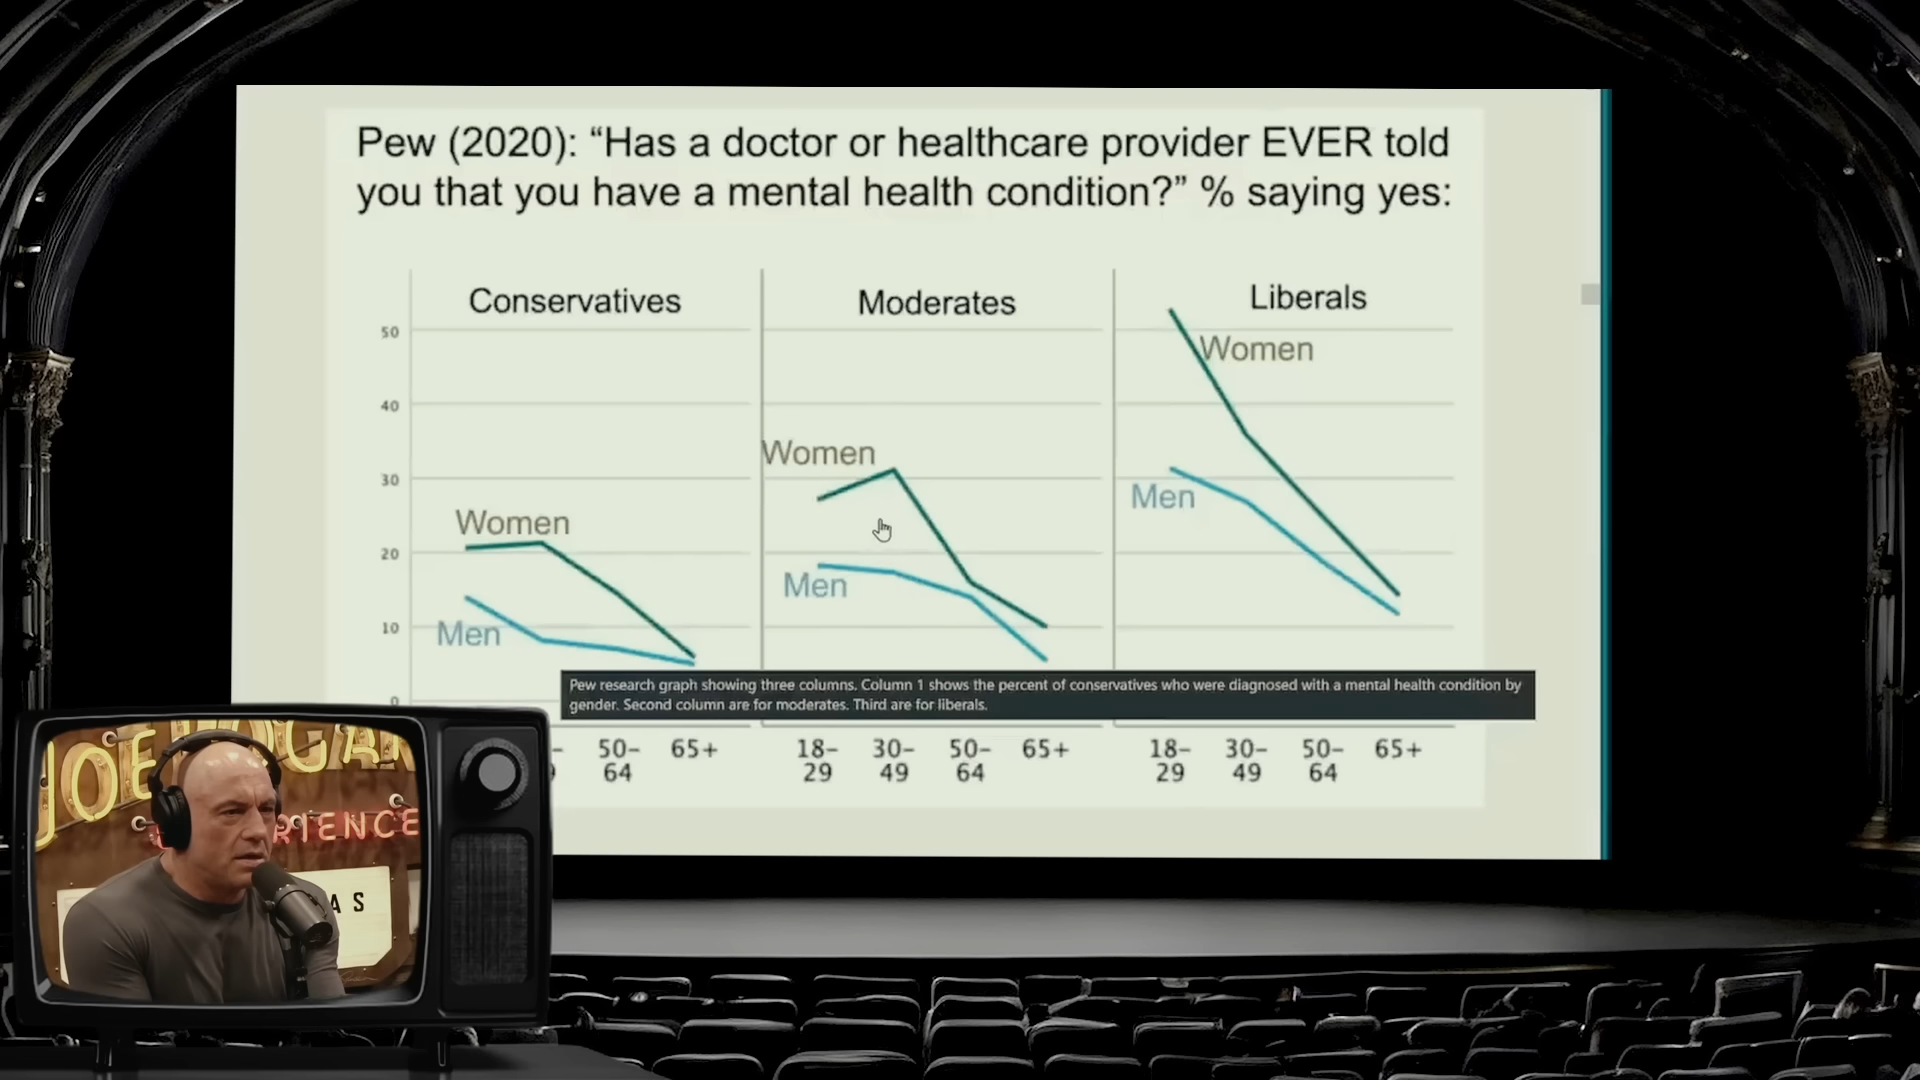 Pew (2020): “Has a doctor or healthcare provider EVER told
you that you have a mental health condition?” % saying yes:
Conservatives
Moderates
Liberals
50
40
30
20
10
0
Women
Men
Women
Men
Women
Men
Pew research graph showing three columns. Column 1 shows the percent of conservatives who were diagnosed with a mental health condition by
gender. Second column are for moderates. Third are for liberals.
50–
64
65+
18–
29
30–
49
50–
64
65+
18–
29
30–
49
50–
64
65+
JOE ROGAN
RIENCE
A S